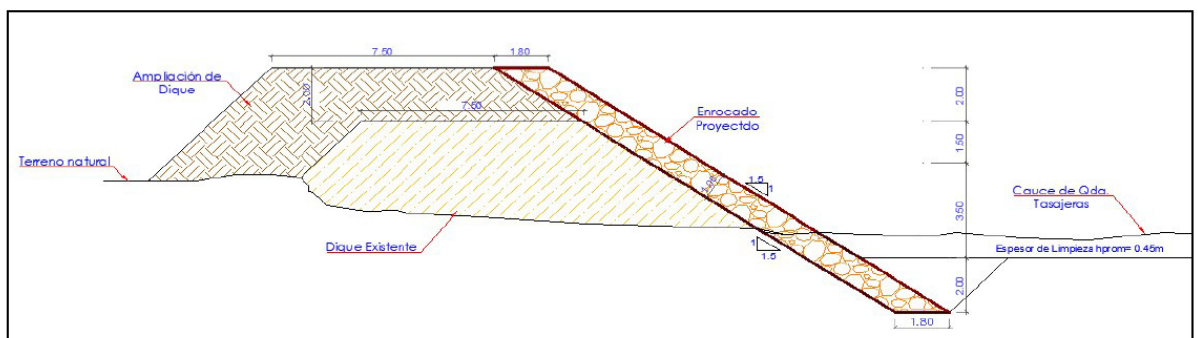 7.50
1.80
Ampliación de
Dique
2.00
7.50
Enrocado
Proyectdo
2.00
1.50
Terreno natural
1.00
1.5
1
Cauce de Qda.
Tasajeras
3.50
Dique Existente
1
1.5
Espesor de Limpieza hprom= 0.45m
2.00
1.80